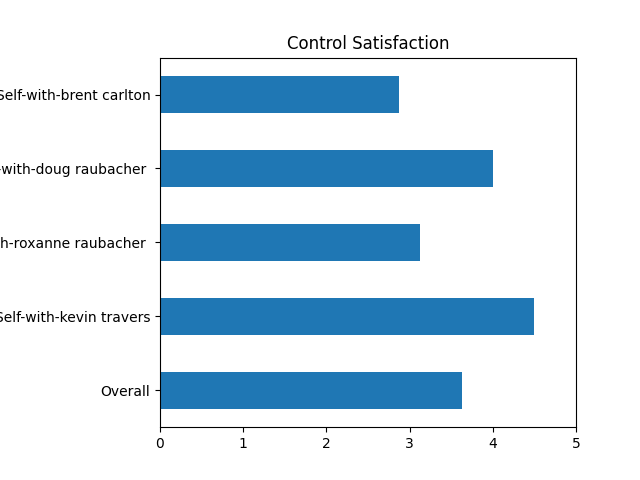 Control Satisfaction
Self-with-brent carlton
-with-doug raubacher
h-roxanne raubacher
Self-with-kevin travers
Overall
0 1 2 3 4 5